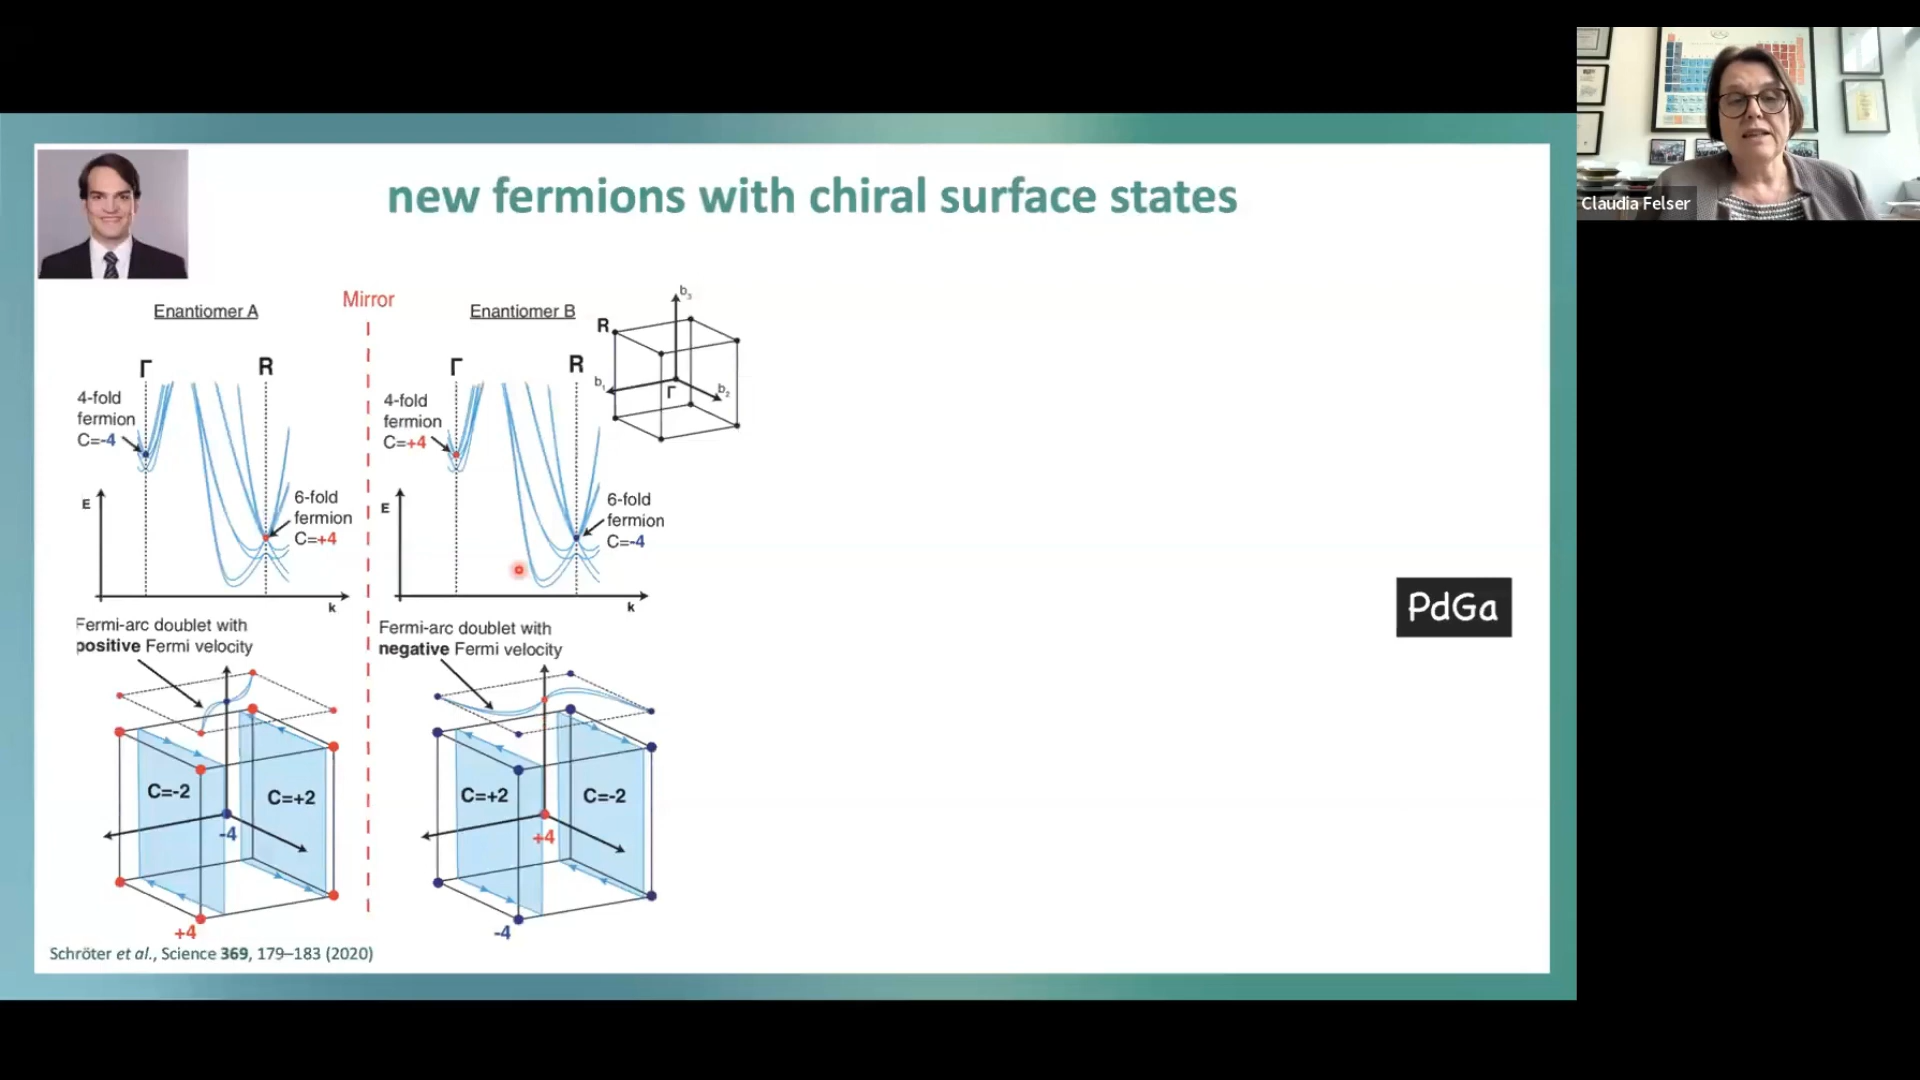 Claudia Felser
new fermions with chiral surface states
Mirror
Enantiomer A
Γ
R
4-fold
fermion
C=-4
E
6-fold
fermion
C=+4
k
Fermi-arc doublet with
positive Fermi velocity
C=-2
C=+2
-4
+4
Enantiomer B
Γ
R
4-fold
fermion
C=+4
E
6-fold
fermion
C=-4
k
Fermi-arc doublet with
negative Fermi velocity
C=+2
C=-2
+4
-4
b3
R
b1
Γ
b2
PdGa
Schröter et al., Science 369, 179–183 (2020)